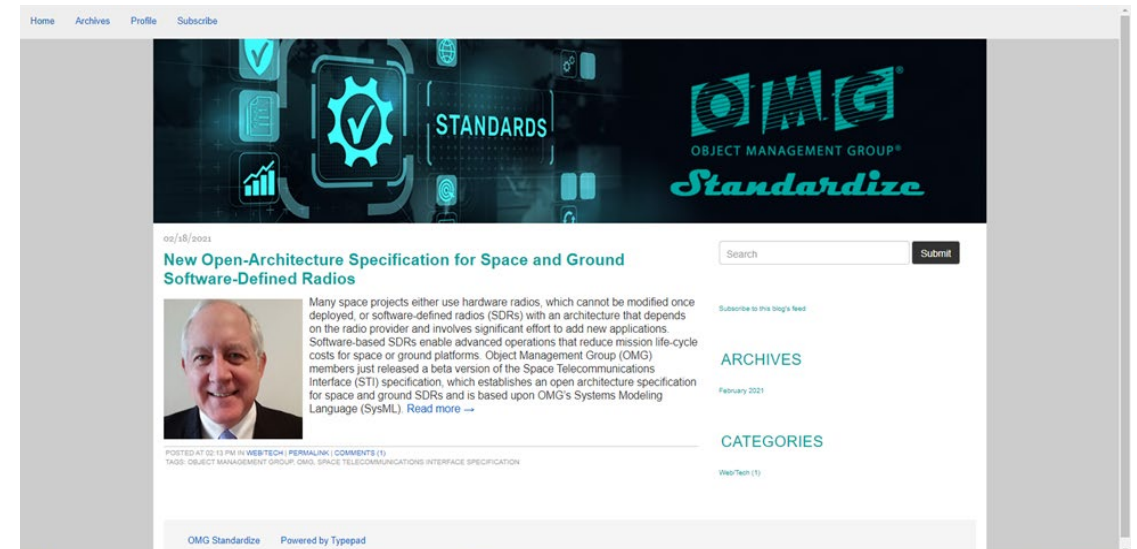 Home Archives Profile Subscribe
STANDARDS
OMG®
OBJECT MANAGEMENT GROUP®
Standardize
02/18/2021
New Open-Architecture Specification for Space and Ground
Software-Defined Radios
Many space projects either use hardware radios, which cannot be modified once
deployed, or software-defined radios (SDRs) with an architecture that depends
on the radio provider and involves significant effort to add new applications.
Software-based SDRs enable advanced operations that reduce mission life-cycle
costs for space or ground platforms. Object Management Group (OMG)
members just released a beta version of the Space Telecommunications
Interface (STI) specification, which establishes an open architecture specification
for space and ground SDRs and is based upon OMG's Systems Modeling
Language (SysML). Read more →
POSTED AT 02:13 PM IN WEB/TECH | PERMALINK | COMMENTS (1)
TAGS: OBJECT MANAGEMENT GROUP, OMG, SPACE TELECOMMUNICATIONS INTERFACE SPECIFICATION
Search Submit
Subscribe to this blog's feed
ARCHIVES
February 2021
CATEGORIES
Web/Tech (1)
OMG Standardize Powered by Typepad